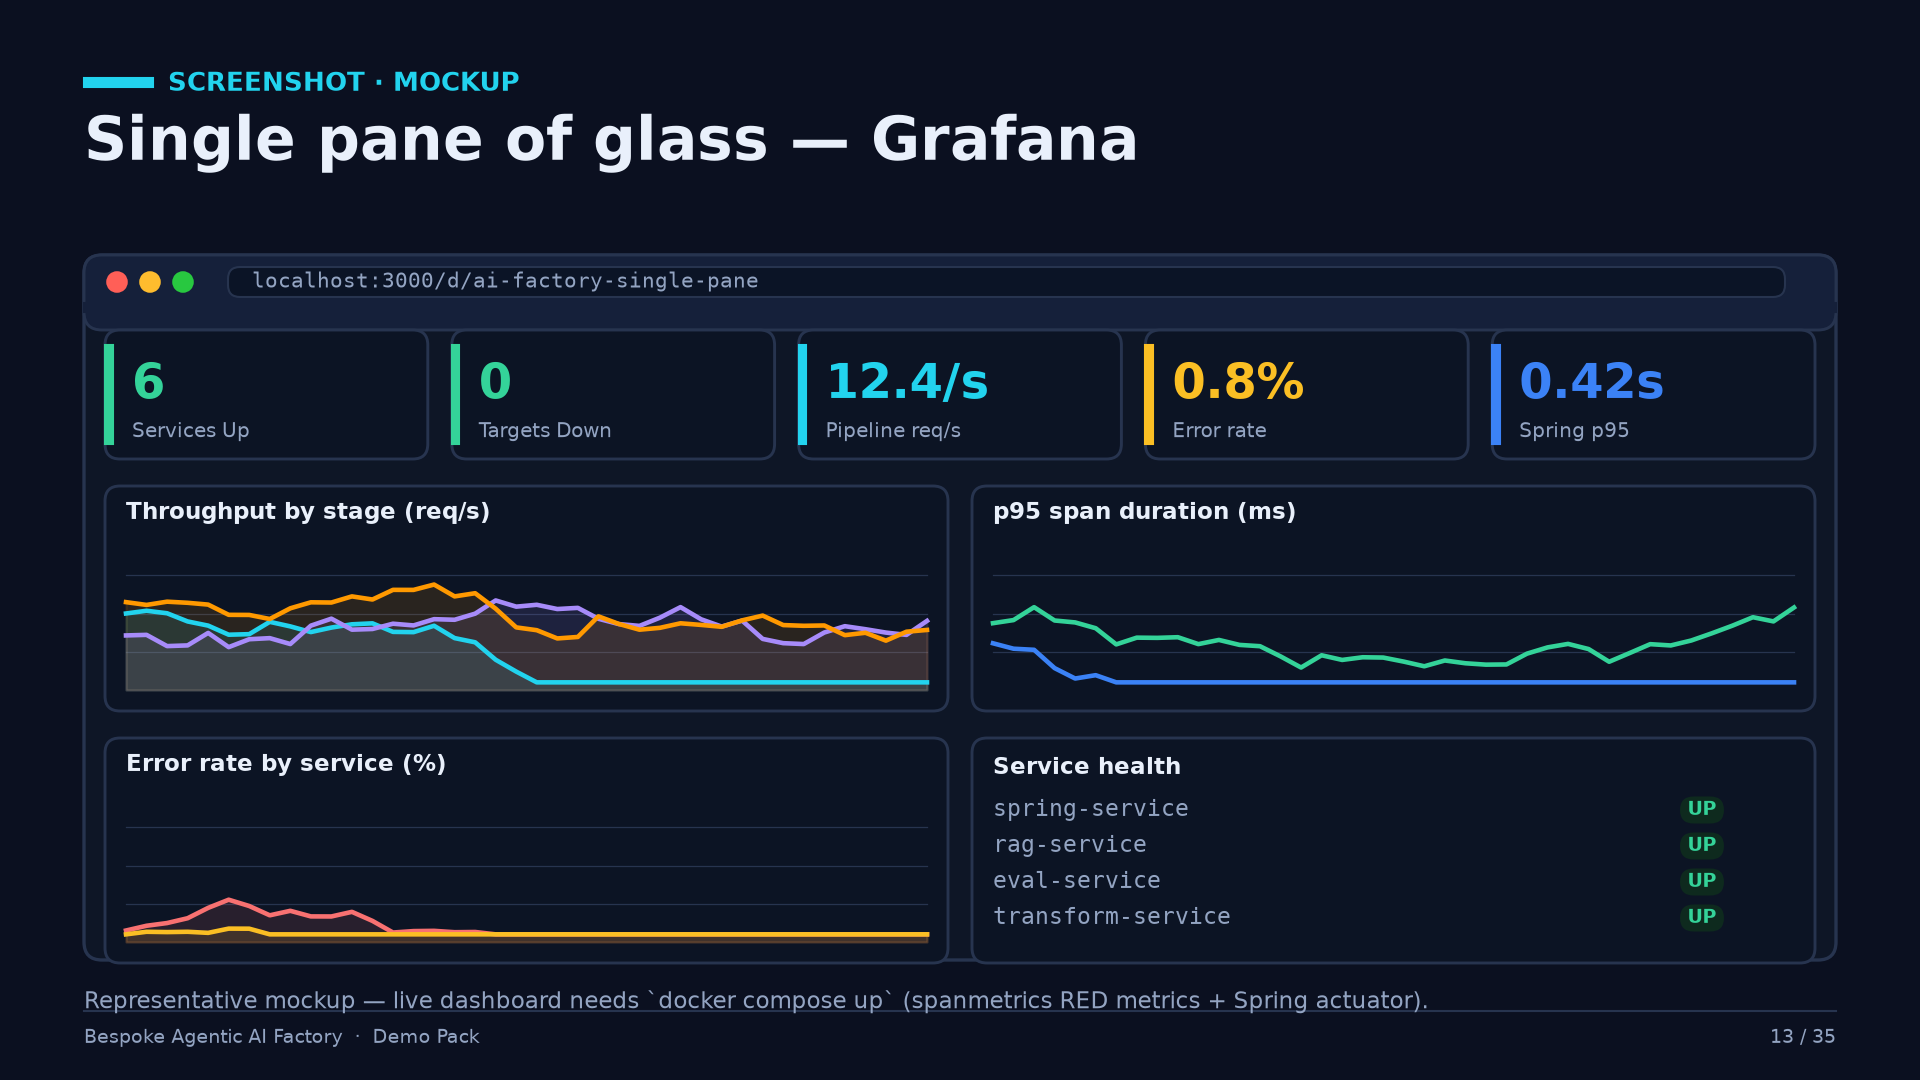 SCREENSHOT · MOCKUP
Single pane of glass — Grafana
localhost:3000/d/ai-factory-single-pane
6
Services Up
0
Targets Down
12.4/s
Pipeline req/s
0.8%
Error rate
0.42s
Spring p95
Throughput by stage (req/s)
p95 span duration (ms)
Error rate by service (%)
Service health
spring-service UP
rag-service UP
eval-service UP
transform-service UP
Representative mockup — live dashboard needs `docker compose up` (spanmetrics RED metrics + Spring actuator).
Bespoke Agentic AI Factory · Demo Pack
13 / 35